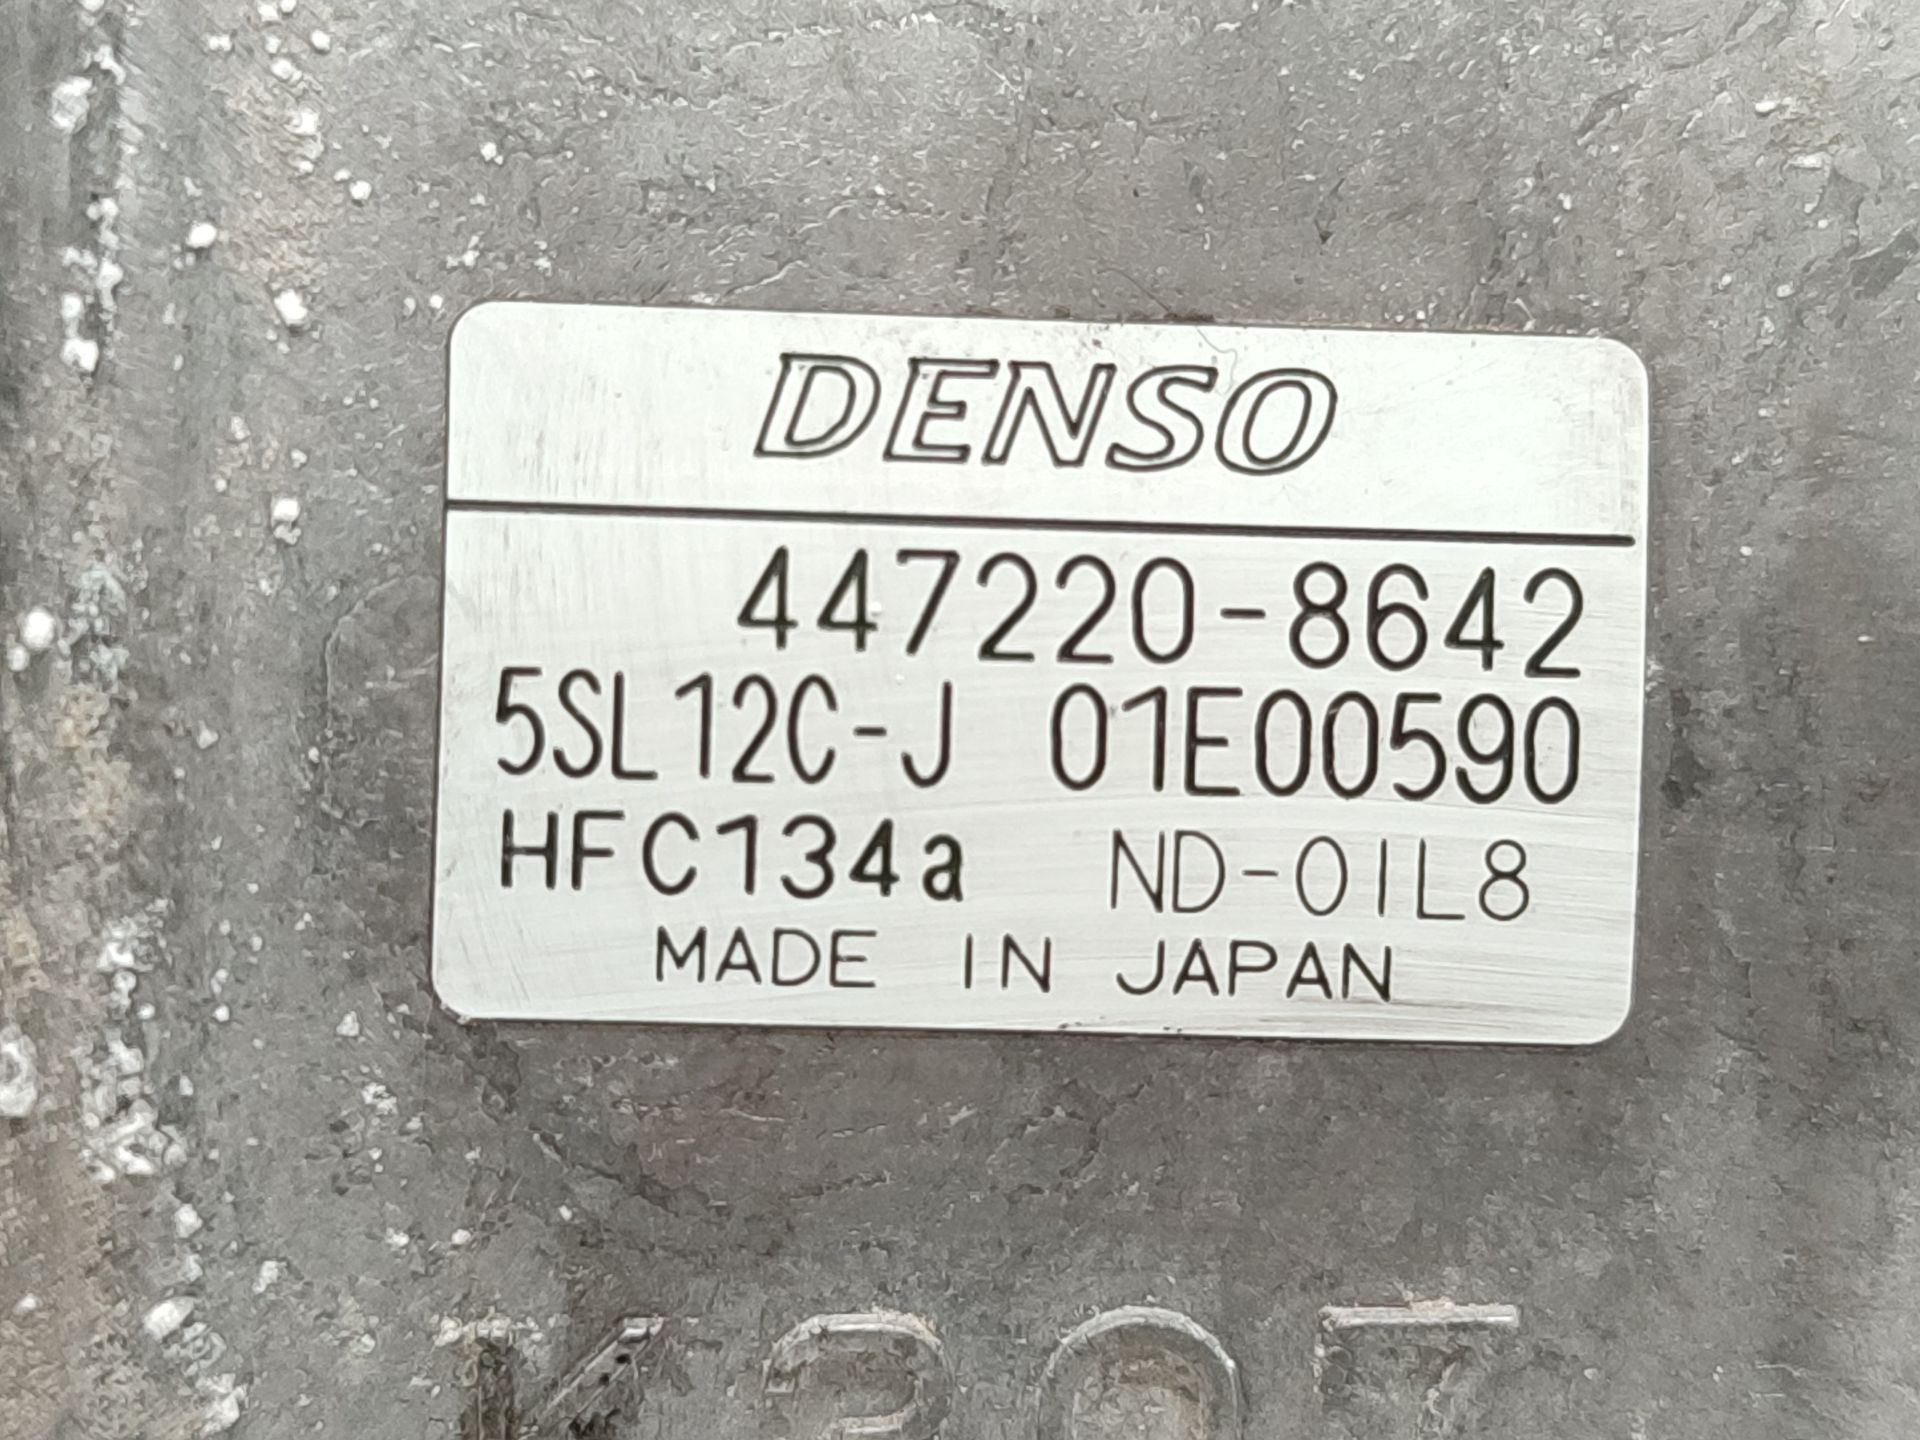 DENSO
447220-8642
5SL12C-J 01E00590
HFC134a ND-OIL8
MADE IN JAPAN